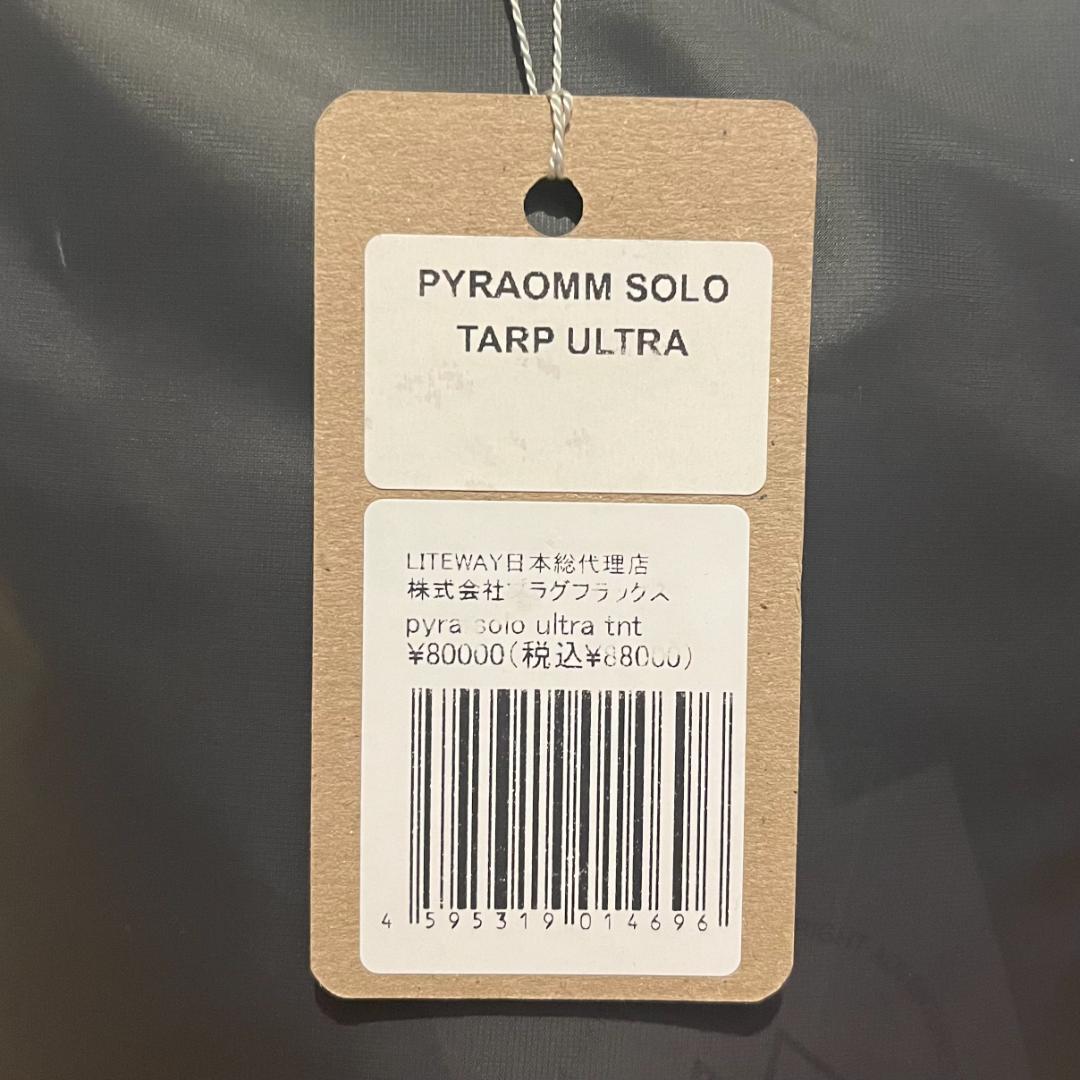 PYRAOMM SOLO
TARP ULTRA
LITEWAY日本総代理店
株式会社プラグフラックス
pyra solo ultra tnt
¥80000(税込¥88000)
4 595319 014696